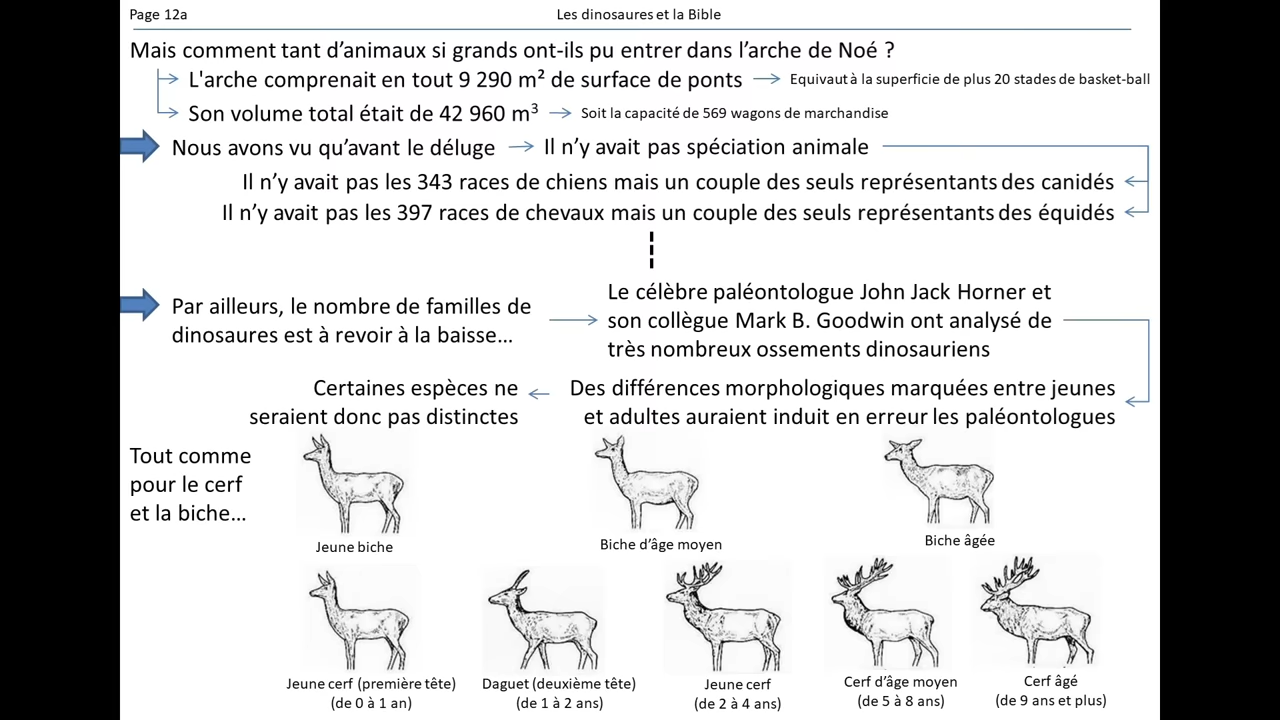 Page 12a
Les dinosaures et la Bible
Mais comment tant d'animaux si grands ont-ils pu entrer dans l'arche de Noé ?
L'arche comprenait en tout 9 290 m² de surface de ponts
Equivaut à la superficie de plus 20 stades de basket-ball
Son volume total était de 42 960 m³
Soit la capacité de 569 wagons de marchandise
Nous avons vu qu'avant le déluge
Il n'y avait pas spéciation animale
Il n'y avait pas les 343 races de chiens mais un couple des seuls représentants des canidés
Il n'y avait pas les 397 races de chevaux mais un couple des seuls représentants des équidés
Par ailleurs, le nombre de familles de
dinosaures est à revoir à la baisse…
Le célèbre paléontologue John Jack Horner et
son collègue Mark B. Goodwin ont analysé de
très nombreux ossements dinosauriens
Des différences morphologiques marquées entre jeunes
et adultes auraient induit en erreur les paléontologues
Certaines espèces ne
seraient donc pas distinctes
Tout comme
pour le cerf
et la biche…
Jeune biche
Biche d'âge moyen
Biche âgée
Jeune cerf (première tête)
(de 0 à 1 an)
Daguet (deuxième tête)
(de 1 à 2 ans)
Jeune cerf
(de 2 à 4 ans)
Cerf d'âge moyen
(de 5 à 8 ans)
Cerf âgé
(de 9 ans et plus)